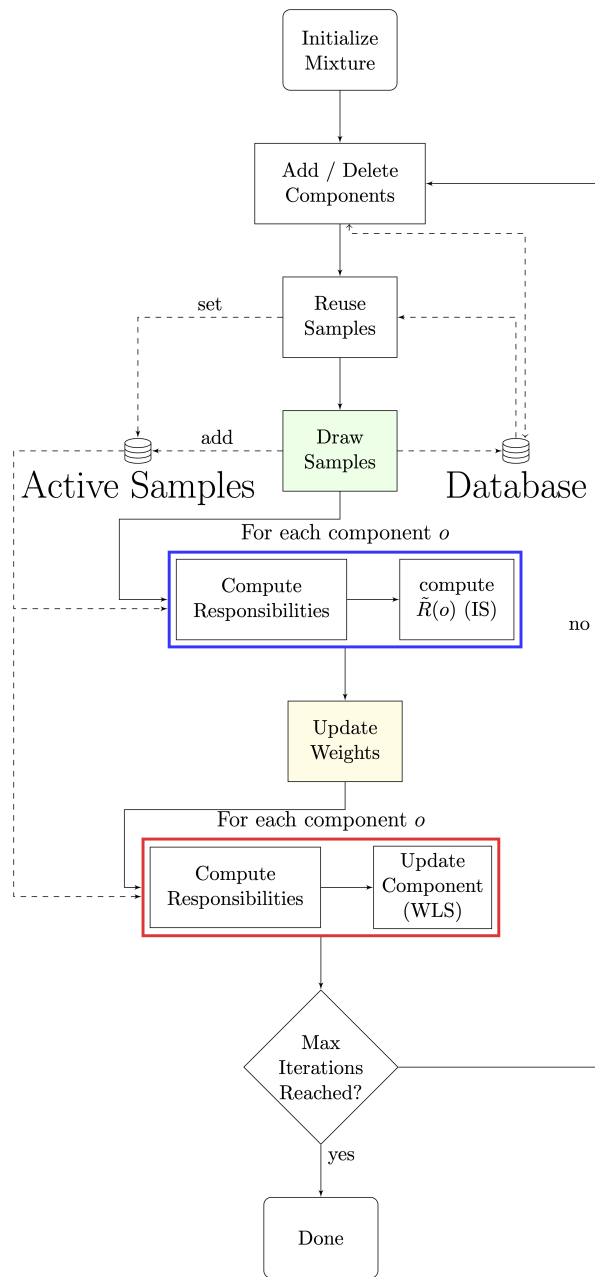 Initialize
Mixture
Add / Delete
Components
Reuse
Samples
set
Draw
Samples
add
Active Samples
Database
For each component o
Compute
Responsibilities
compute
R̃(o) (IS)
no
Update
Weights
For each component o
Compute
Responsibilities
Update
Component
(WLS)
Max
Iterations
Reached?
yes
Done